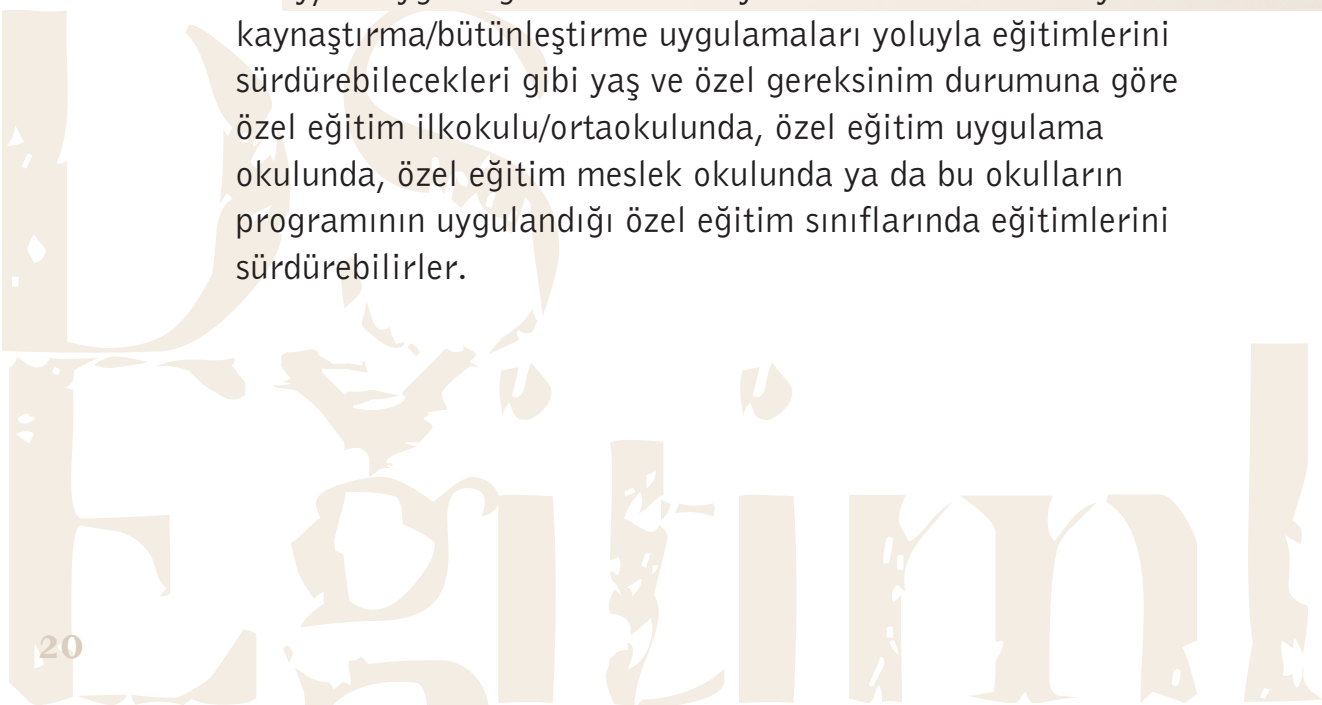 kaynaştırma/bütünleştirme uygulamaları yoluyla eğitimlerini
sürdürebilecekleri gibi yaş ve özel gereksinim durumuna göre
özel eğitim ilkokulu/ortaokulunda, özel eğitim uygulama
okulunda, özel eğitim meslek okulunda ya da bu okulların
programının uygulandığı özel eğitim sınıflarında eğitimlerini
sürdürebilirler.
Eğitim
20